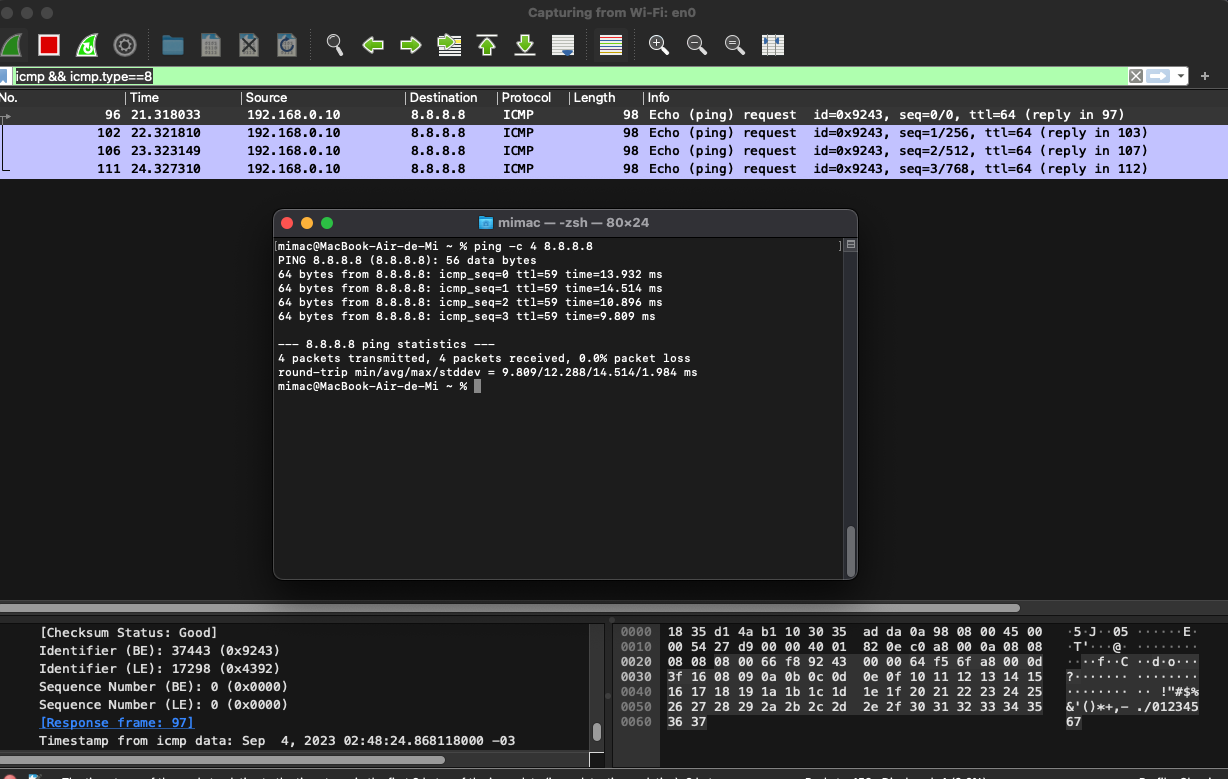 Capturing from Wi-Fi: en0
icmp && icmp.type==8
No. Time Source Destination Protocol Length Info
96 21.318033 192.168.0.10 8.8.8.8 ICMP 98 Echo (ping) request id=0x9243, seq=0/0, ttl=64 (reply in 97)
102 22.321810 192.168.0.10 8.8.8.8 ICMP 98 Echo (ping) request id=0x9243, seq=1/256, ttl=64 (reply in 103)
106 23.323149 192.168.0.10 8.8.8.8 ICMP 98 Echo (ping) request id=0x9243, seq=2/512, ttl=64 (reply in 107)
111 24.327310 192.168.0.10 8.8.8.8 ICMP 98 Echo (ping) request id=0x9243, seq=3/768, ttl=64 (reply in 112)
mimac — -zsh — 80×24
mimac@MacBook-Air-de-Mi ~ % ping -c 4 8.8.8.8
PING 8.8.8.8 (8.8.8.8): 56 data bytes
64 bytes from 8.8.8.8: icmp_seq=0 ttl=59 time=13.932 ms
64 bytes from 8.8.8.8: icmp_seq=1 ttl=59 time=14.514 ms
64 bytes from 8.8.8.8: icmp_seq=2 ttl=59 time=10.896 ms
64 bytes from 8.8.8.8: icmp_seq=3 ttl=59 time=9.809 ms
--- 8.8.8.8 ping statistics ---
4 packets transmitted, 4 packets received, 0.0% packet loss
round-trip min/avg/max/stddev = 9.809/12.288/14.514/1.984 ms
mimac@MacBook-Air-de-Mi ~ %
[Checksum Status: Good]
Identifier (BE): 37443 (0x9243)
Identifier (LE): 17298 (0x4392)
Sequence Number (BE): 0 (0x0000)
Sequence Number (LE): 0 (0x0000)
[Response frame: 97]
Timestamp from icmp data: Sep  4, 2023 02:48:24.868118000 -03
0000 18 35 d1 4a b1 10 30 35 ad da 0a 98 08 00 45 00 ·5·J··05 ······E·
0010 00 54 27 d9 00 00 40 01 82 0e c0 a8 00 0a 08 08 ·T'···@· ········
0020 08 08 08 00 66 f8 92 43 00 00 64 f5 6f a8 00 0d ····f··C ··d·o···
0030 3f 16 08 09 0a 0b 0c 0d 0e 0f 10 11 12 13 14 15 ?······· ········
0040 16 17 18 19 1a 1b 1c 1d 1e 1f 20 21 22 23 24 25 ········ ·· !"#$%
0050 26 27 28 29 2a 2b 2c 2d 2e 2f 30 31 32 33 34 35 &'()*+,- ./012345
0060 36 37 67